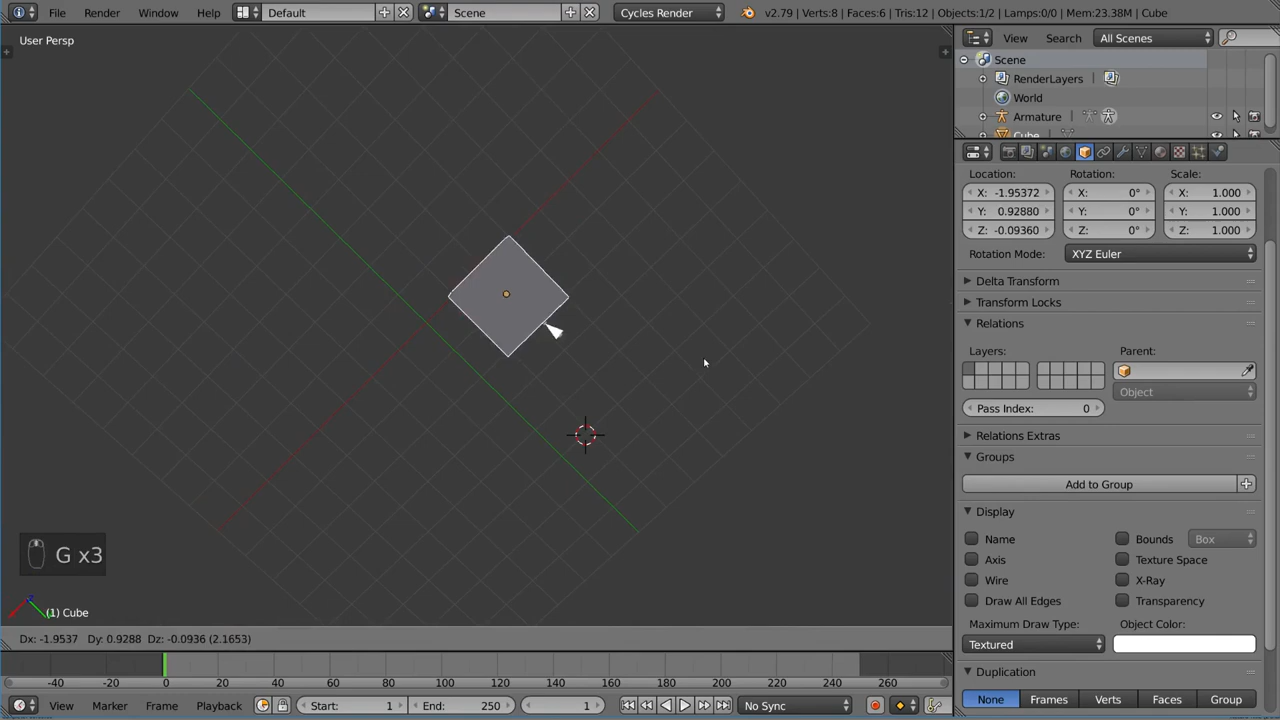 File Render Window Help Default Scene Cycles Render v2.79 | Verts:8 | Faces:6 | Tris:12 | Objects:1/2 | Lamps:0/0 | Mem:23.38M | Cube
User Persp
View Search All Scenes
Scene
RenderLayers
World
Armature
Cube
Location: Rotation: Scale:
X: -1.95372 X: 0° X: 1.000
Y: 0.92880 Y: 0° Y: 1.000
Z: -0.09360 Z: 0° Z: 1.000
Rotation Mode: XYZ Euler
Delta Transform
Transform Locks
Relations
Layers: Parent:
Object
Pass Index: 0
Relations Extras
Groups
Add to Group
Display
Name Bounds Box
Axis Texture Space
Wire X-Ray
Draw All Edges Transparency
Maximum Draw Type: Object Color:
Textured
Duplication
None Frames Verts Faces Group
G x3
(1) Cube
Dx: -1.9537 Dy: 0.9288 Dz: -0.0936 (2.1653)
-40 -20 0 20 40 60 80 100 120 140 160 180 200 220 240 260
View Marker Frame Playback Start: 1 End: 250 1 No Sync